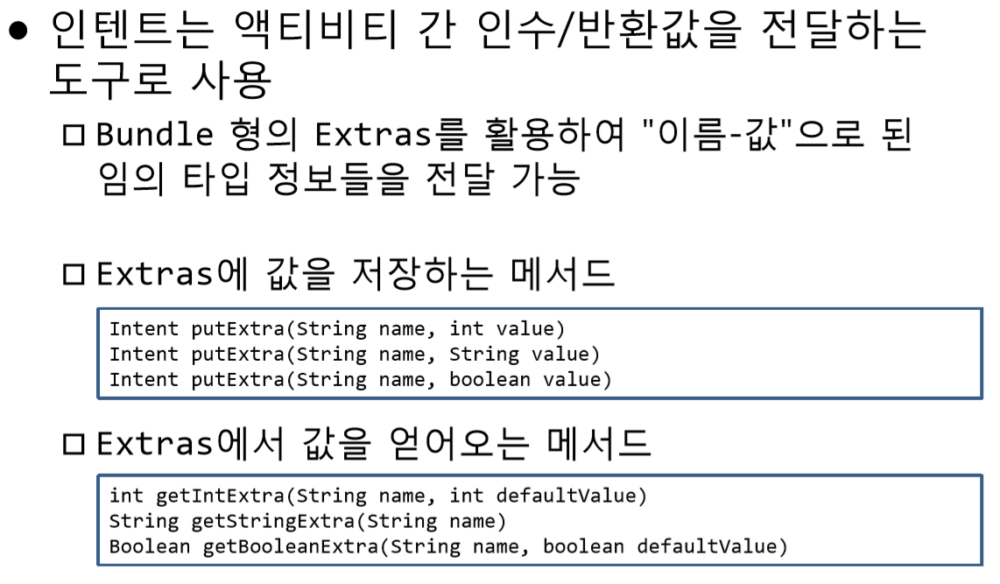 ● 인텐트는 액티비티 간 인수/반환값을 전달하는
도구로 사용
□ Bundle 형의 Extras를 활용하여 "이름-값"으로 된
임의 타입 정보들을 전달 가능
□ Extras에 값을 저장하는 메서드
Intent putExtra(String name, int value)
Intent putExtra(String name, String value)
Intent putExtra(String name, boolean value)
□ Extras에서 값을 얻어오는 메서드
int getIntExtra(String name, int defaultValue)
String getStringExtra(String name)
Boolean getBooleanExtra(String name, boolean defaultValue)